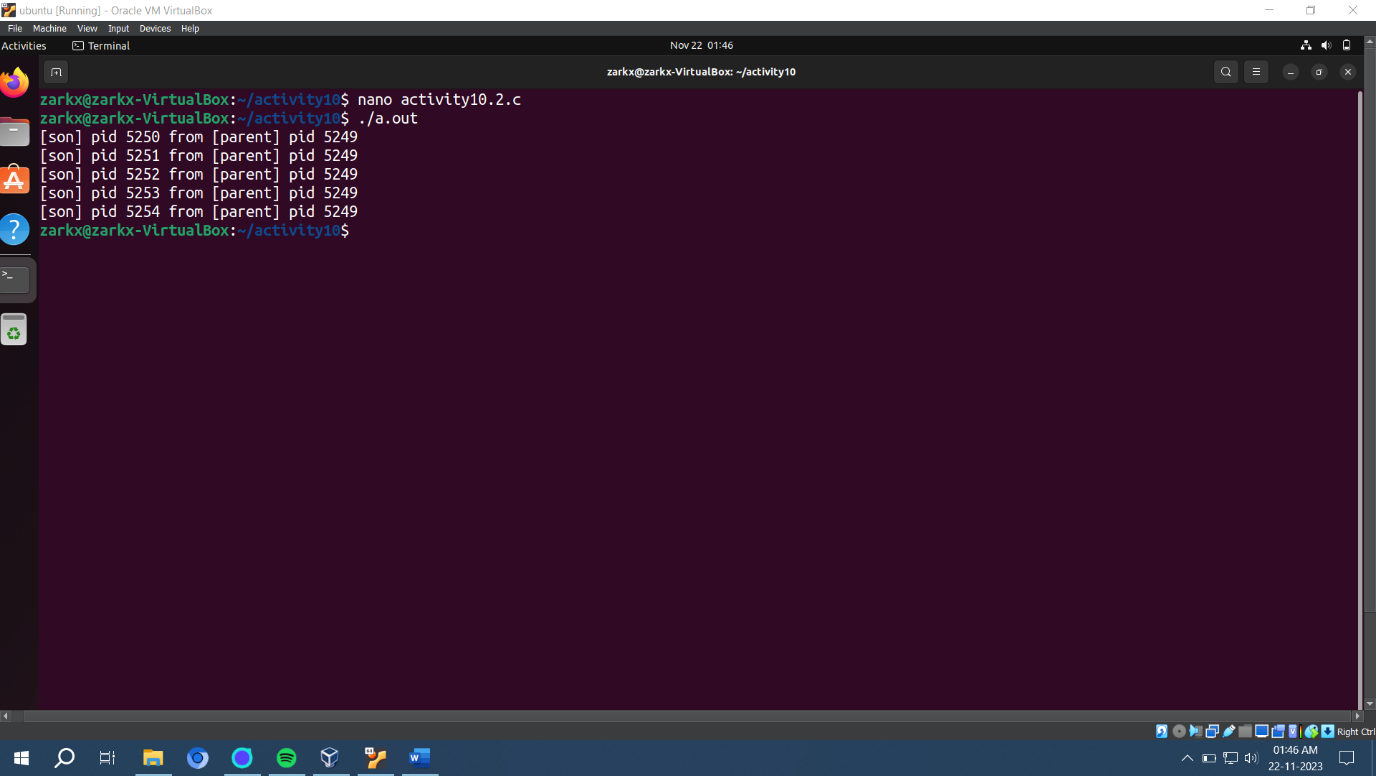 ubuntu [Running] - Oracle VM VirtualBox
File Machine View Input Devices Help
Activities Terminal Nov 22 01:46
zarkx@zarkx-VirtualBox: ~/activity10
zarkx@zarkx-VirtualBox:~/activity10$ nano activity10.2.c
zarkx@zarkx-VirtualBox:~/activity10$ ./a.out
[son] pid 5250 from [parent] pid 5249
[son] pid 5251 from [parent] pid 5249
[son] pid 5252 from [parent] pid 5249
[son] pid 5253 from [parent] pid 5249
[son] pid 5254 from [parent] pid 5249
zarkx@zarkx-VirtualBox:~/activity10$
Right Ctrl
01:46 AM
22-11-2023